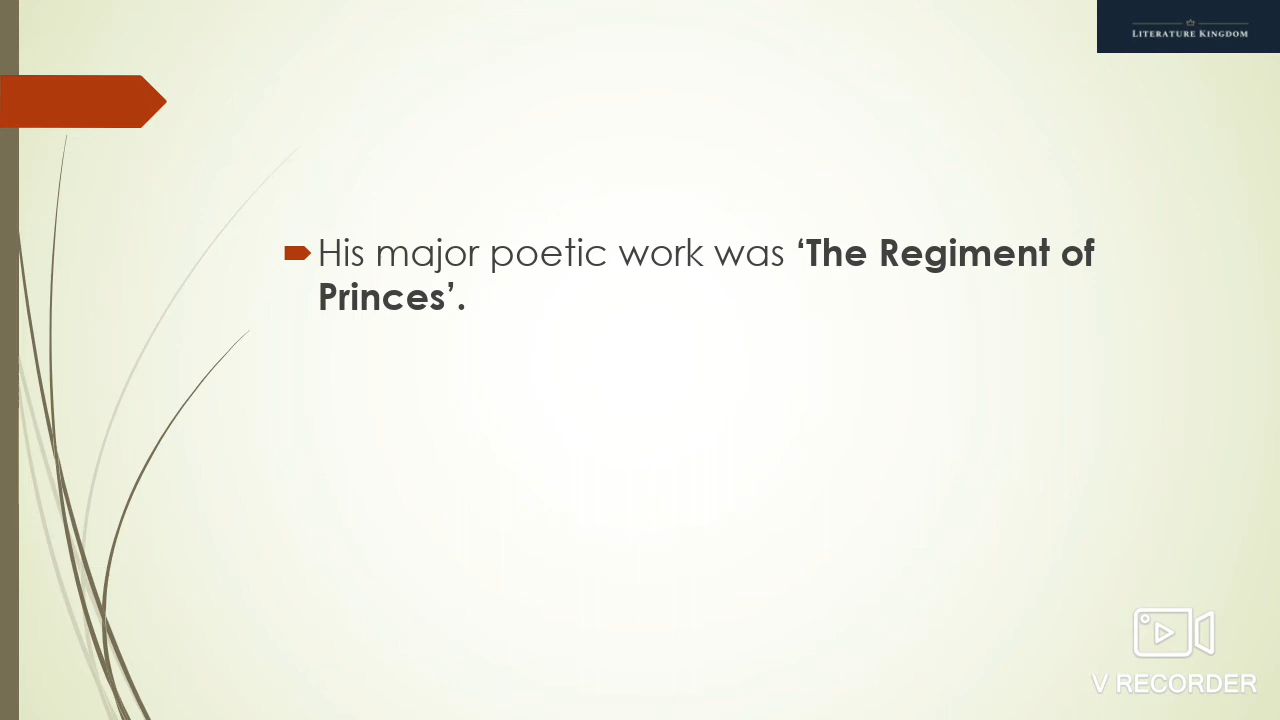 LITERATURE KINGDOM
His major poetic work was ‘The Regiment of
Princes’.
V RECORDER